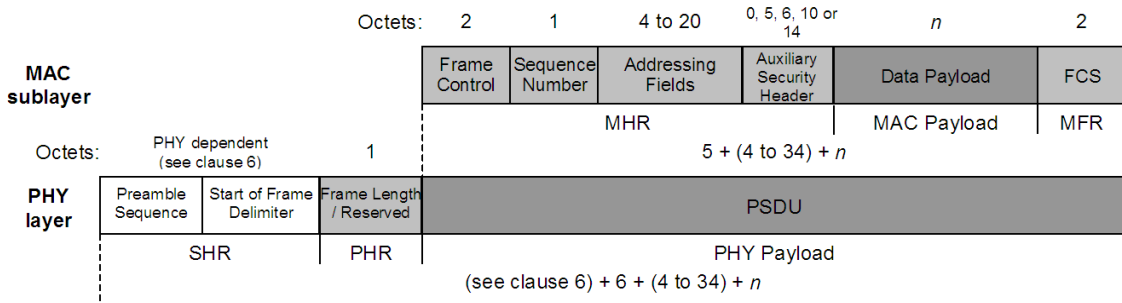 Octets: 2 1 4 to 20 0, 5, 6, 10 or 14 n 2
MAC sublayer
Frame Control
Sequence Number
Addressing Fields
Auxiliary Security Header
Data Payload
FCS
MHR MAC Payload MFR
Octets: PHY dependent (see clause 6) 1 5 + (4 to 34) + n
PHY layer
Preamble Sequence
Start of Frame Delimiter
Frame Length / Reserved
PSDU
SHR PHR PHY Payload
(see clause 6) + 6 + (4 to 34) + n